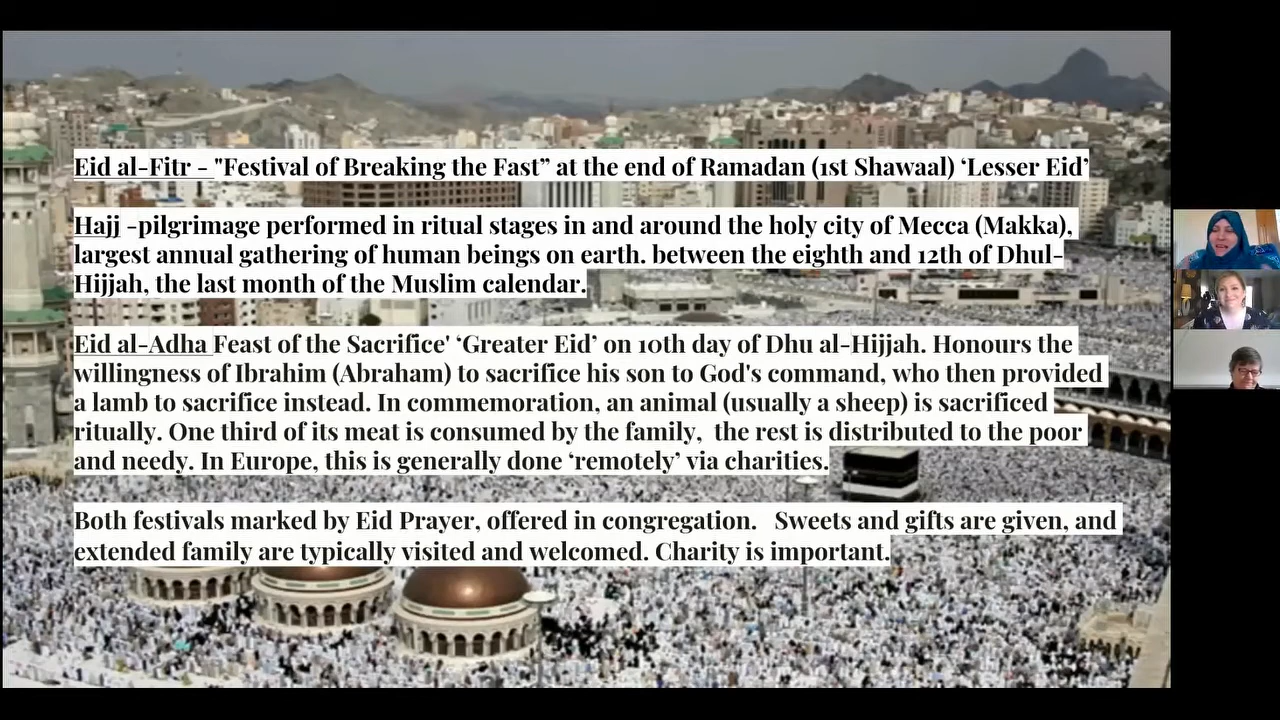 Eid al-Fitr - "Festival of Breaking the Fast” at the end of Ramadan (1st Shawaal) ‘Lesser Eid’
Hajj -pilgrimage performed in ritual stages in and around the holy city of Mecca (Makka),
largest annual gathering of human beings on earth. between the eighth and 12th of Dhul-
Hijjah, the last month of the Muslim calendar.
Eid al-Adha Feast of the Sacrifice' ‘Greater Eid’ on 10th day of Dhu al-Hijjah. Honours the
willingness of Ibrahim (Abraham) to sacrifice his son to God's command, who then provided
a lamb to sacrifice instead. In commemoration, an animal (usually a sheep) is sacrificed
ritually. One third of its meat is consumed by the family,  the rest is distributed to the poor
and needy. In Europe, this is generally done ‘remotely’ via charities.
Both festivals marked by Eid Prayer, offered in congregation.   Sweets and gifts are given, and
extended family are typically visited and welcomed. Charity is important.